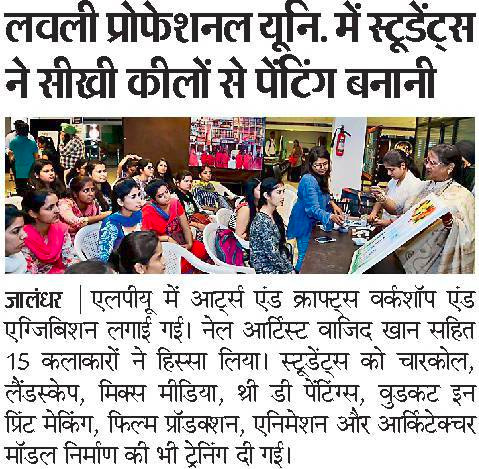 लवली प्रोफेशनल यूनि. में स्टूडेंट्स
ने सीखी कीलों से पेंटिंग बनानी
जालंधर | एलपीयू में आर्ट्स एंड क्राफ्ट्स वर्कशॉप एंड
एग्जिबिशन लगाई गई। नेल आर्टिस्ट वाजिद खान सहित
15 कलाकारों ने हिस्सा लिया। स्टूडेंट्स को चारकोल,
लैंडस्केप, मिक्स मीडिया, थ्री डी पेंटिंग्स, वुडकट इन
प्रिंट मेकिंग, फिल्म प्रॉडक्शन, एनिमेशन और आर्किटेक्चर
मॉडल निर्माण की भी ट्रेनिंग दी गई।